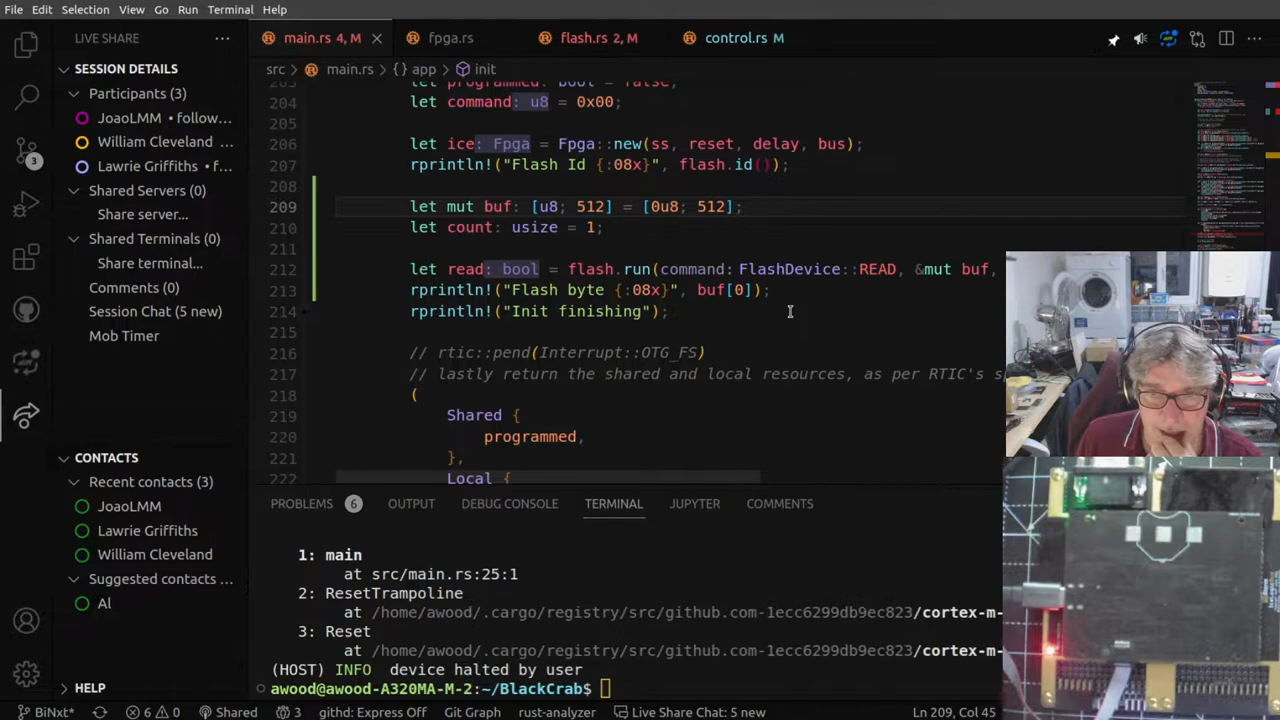 File Edit Selection View Go Run Terminal Help
LIVE SHARE ···
main.rs 4, M
fpga.rs
flash.rs 2, M
control.rs M
SESSION DETAILS
src > main.rs > {} app > init
Participants (3)
JoaoLMM • follow...
William Cleveland ...
Lawrie Griffiths • f...
Shared Servers (0)
Share server...
Shared Terminals (0)
Share terminal...
Comments (0)
Session Chat (5 new)
Mob Timer
CONTACTS
Recent contacts (3)
JoaoLMM
Lawrie Griffiths
William Cleveland
Suggested contacts ...
Al
HELP
3
204 let command: u8 = 0x00;
205
206 let ice: Fpga = Fpga::new(ss, reset, delay, bus);
207 rprintln!("Flash Id {:08x}", flash.id());
208
209 let mut buf: [u8; 512] = [0u8; 512];
210 let count: usize = 1;
211
212 let read: bool = flash.run(command: FlashDevice::READ, &mut buf,
213 rprintln!("Flash byte {:08x}", buf[0]);
214 rprintln!("Init finishing");
215
216 // rtic::pend(Interrupt::OTG_FS)
217 // lastly return the shared and local resources, as per RTIC's s
218 (
219 Shared {
220 programmed,
221 },
222 Local {
PROBLEMS 6 OUTPUT DEBUG CONSOLE TERMINAL JUPYTER COMMENTS
1: main
at src/main.rs:25:1
2: ResetTrampoline
at /home/awood/.cargo/registry/src/github.com-1ecc6299db9ec823/cortex-m-
3: Reset
at /home/awood/.cargo/registry/src/github.com-1ecc6299db9ec823/cortex-m-
(HOST) INFO device halted by user
awood@awood-A320MA-M-2:~/BlackCrab$
BiNxt* 6 0 Shared 3 githd: Express Off Git Graph rust-analyzer Live Share Chat: 5 new Ln 209, Col 45